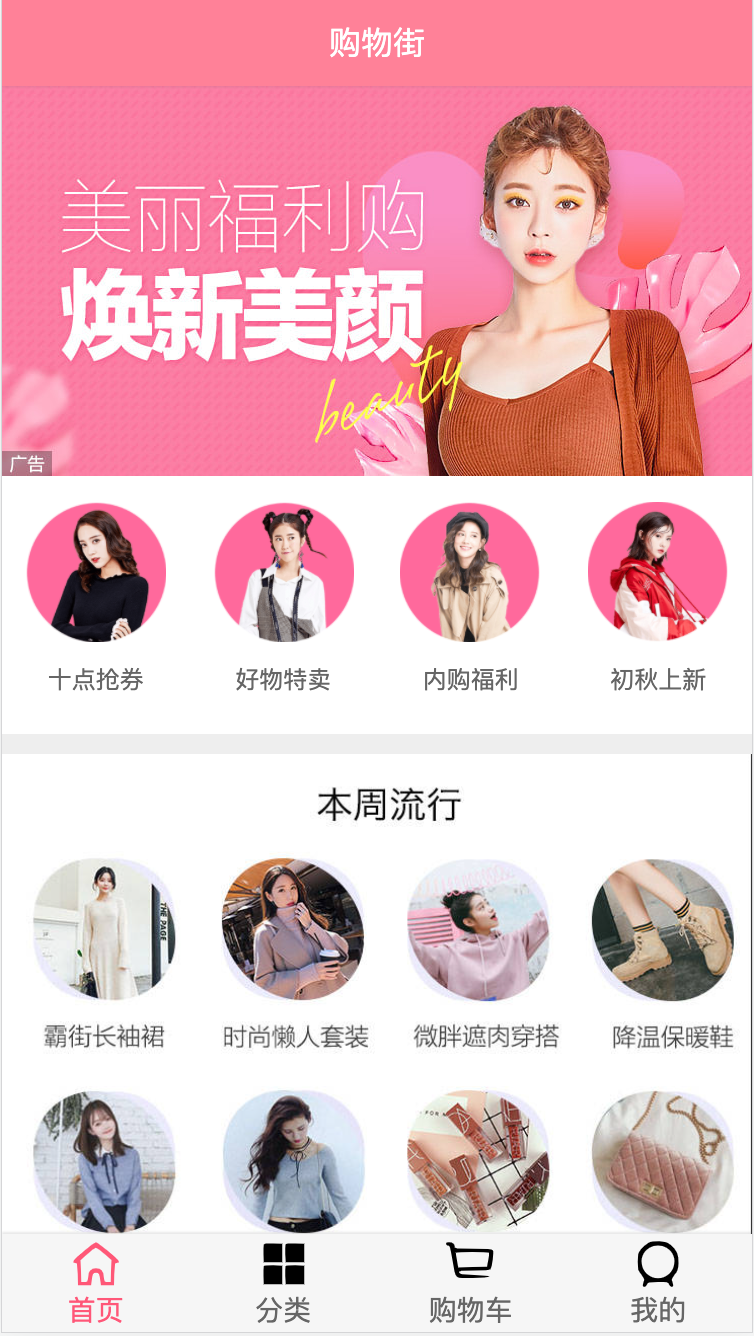 购物街
美丽福利购
焕新美颜
beauty
广告
十点抢券
好物特卖
内购福利
初秋上新
本周流行
THE PAGE
霸街长袖裙
时尚懒人套装
微胖遮肉穿搭
降温保暖鞋
首页
分类
购物车
我的